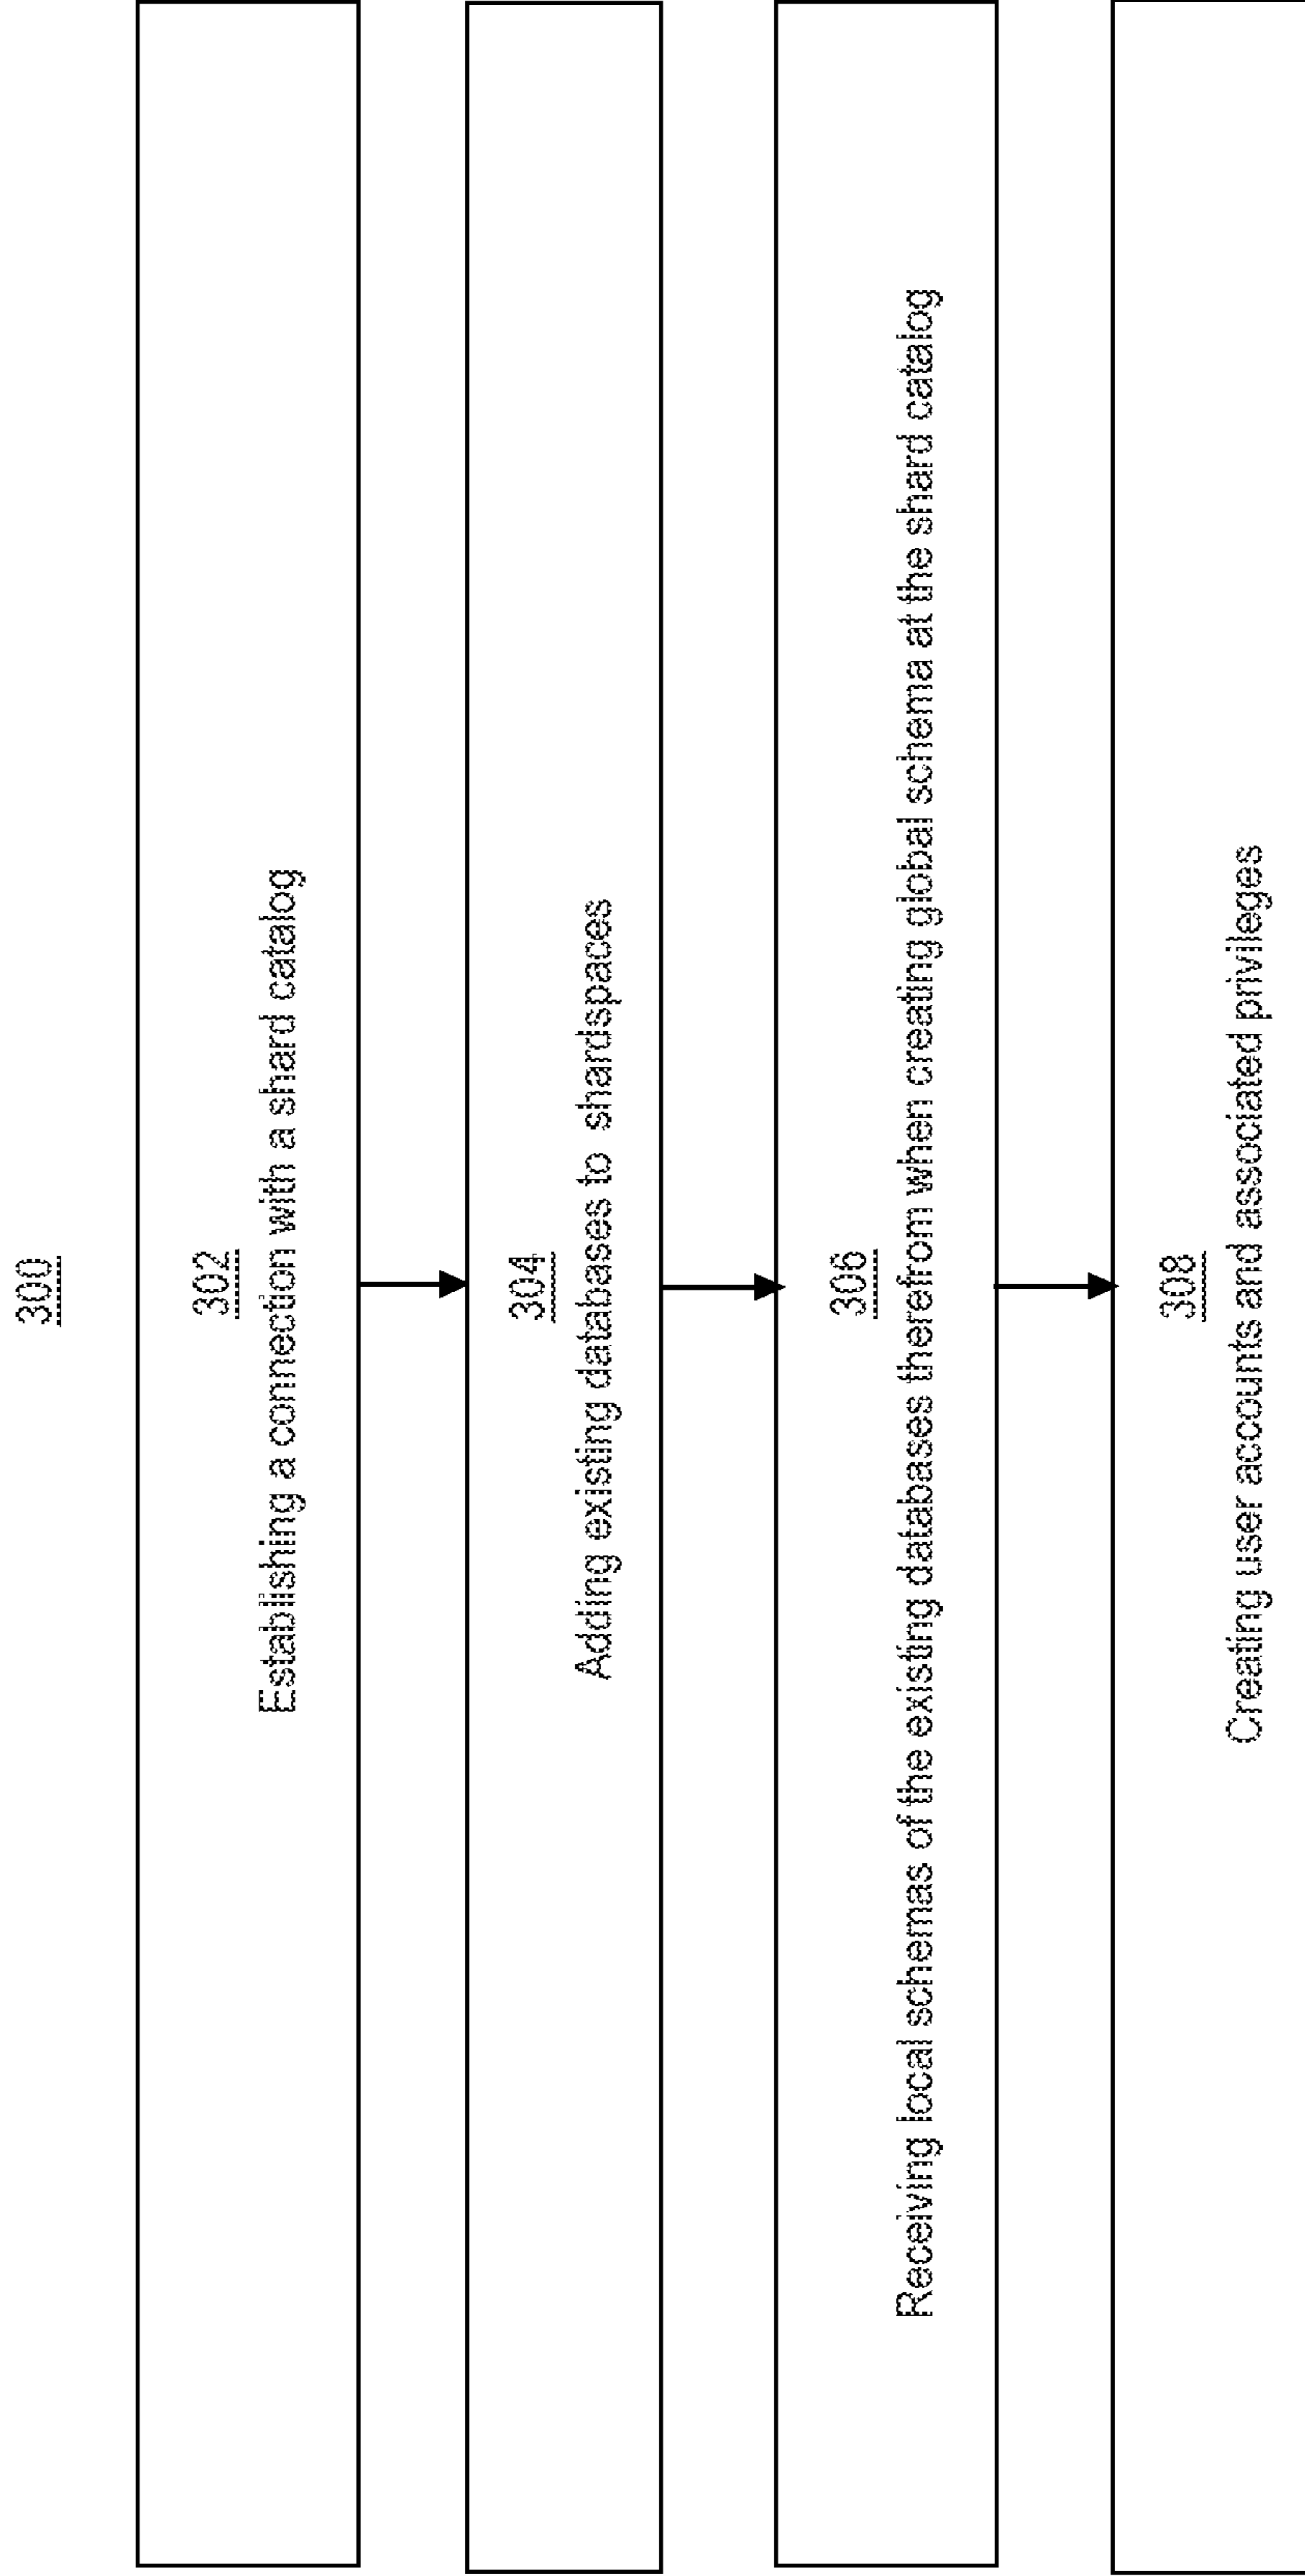 300
302
Establishing a connection with a shard catalog
304
Adding existing databases to shardspaces
306
Receiving local schemas of the existing databases therefrom when creating global schema at the shard catalog
308
Creating user accounts and associated privileges